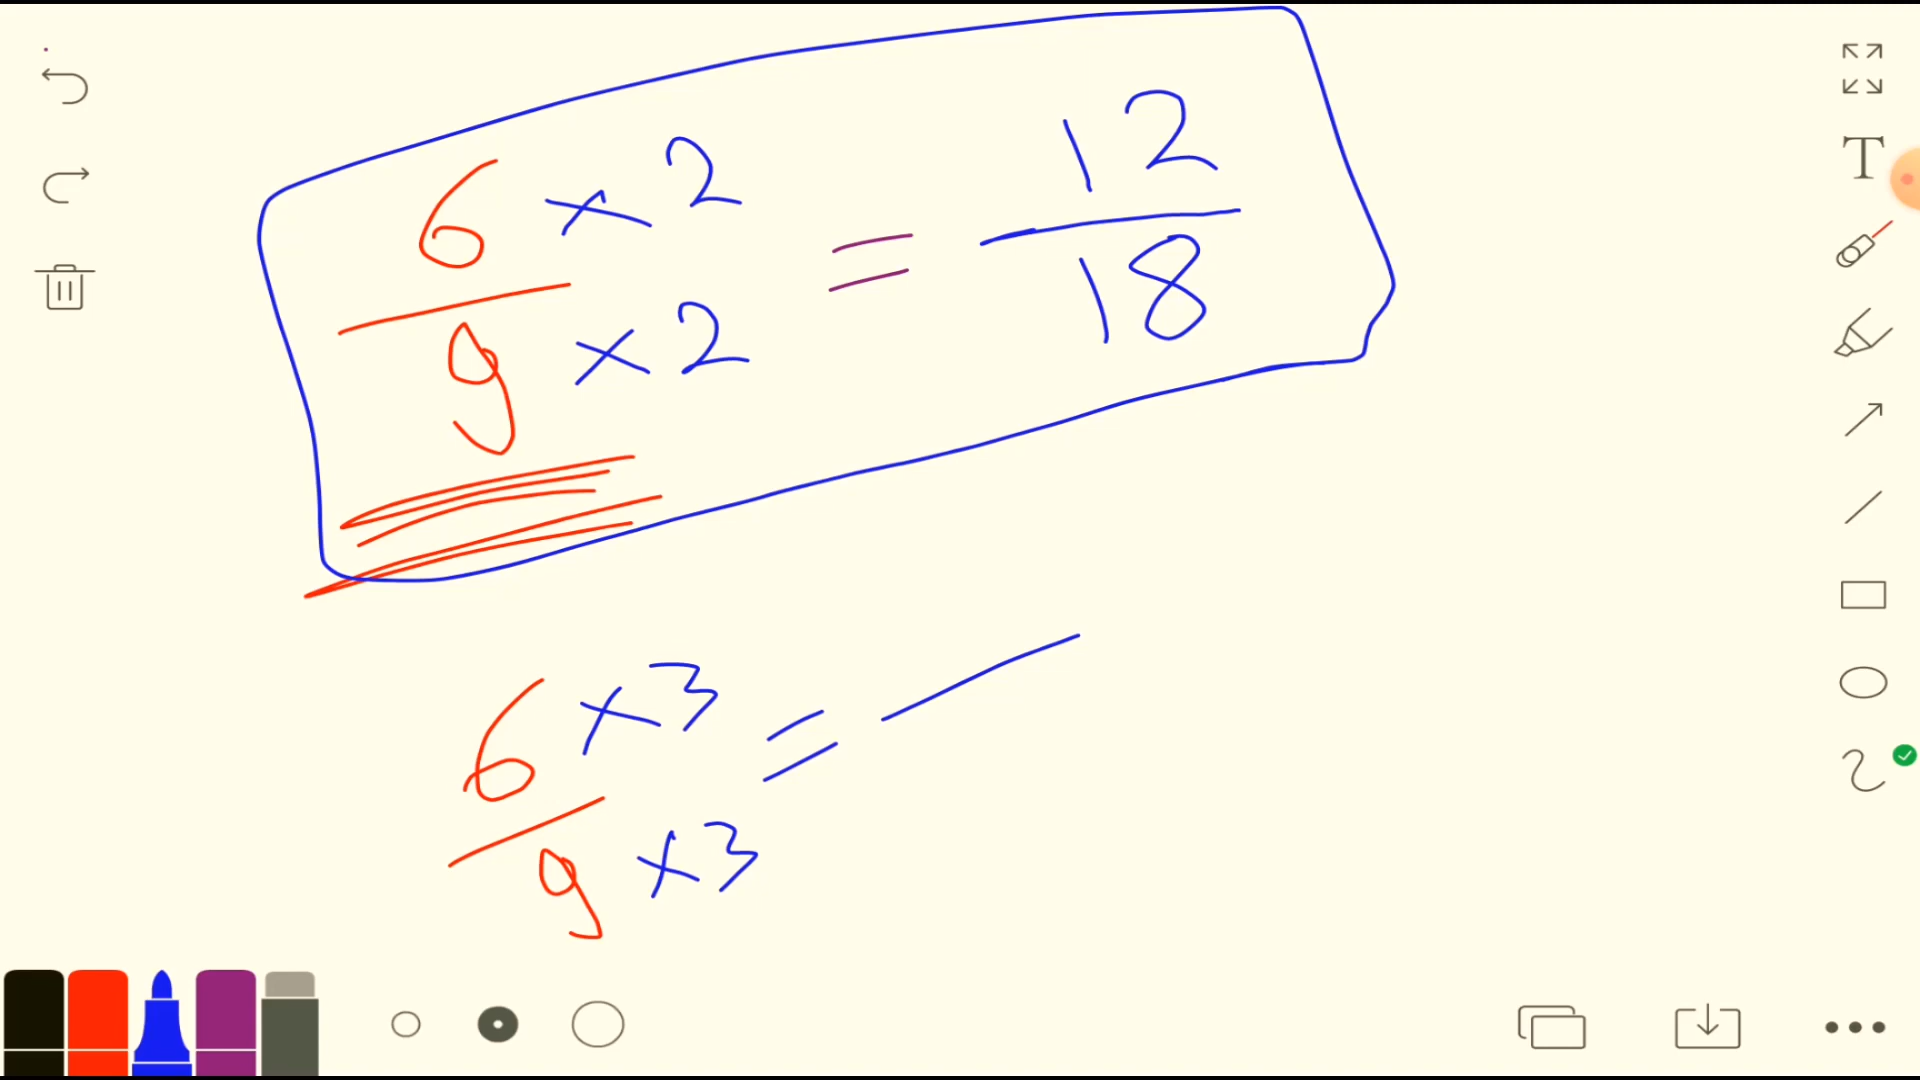 6 × 2 = 12
9 × 2 18
6 × 3 =
9 × 3
T